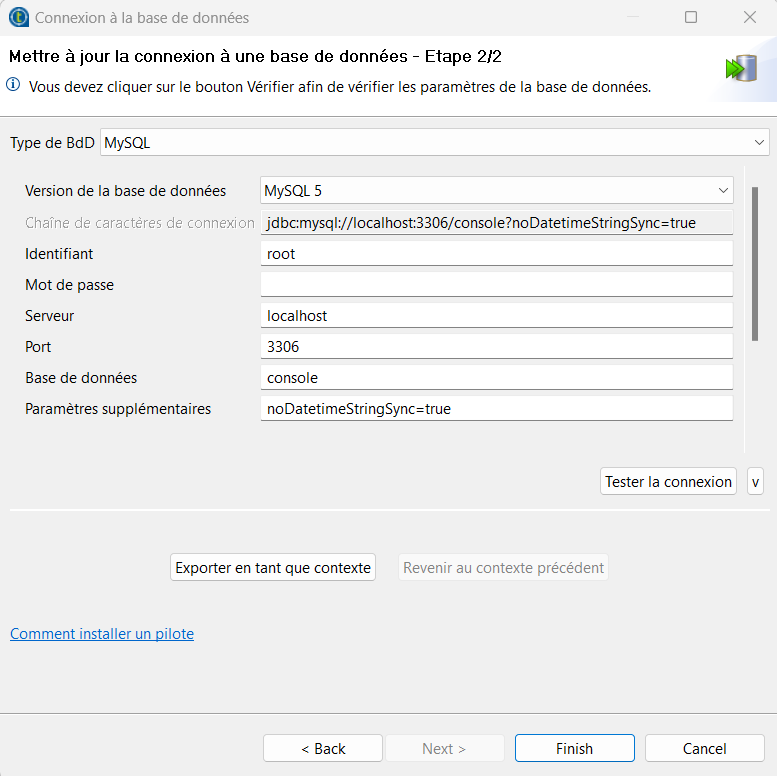 Connexion à la base de données
Mettre à jour la connexion à une base de données - Etape 2/2
Vous devez cliquer sur le bouton Vérifier afin de vérifier les paramètres de la base de données.
Type de BdD MySQL
Version de la base de données MySQL 5
Chaîne de caractères de connexion jdbc:mysql://localhost:3306/console?noDatetimeStringSync=true
Identifiant root
Mot de passe
Serveur localhost
Port 3306
Base de données console
Paramètres supplémentaires noDatetimeStringSync=true
Tester la connexion v
Exporter en tant que contexte Revenir au contexte précédent
Comment installer un pilote
< Back Next > Finish Cancel